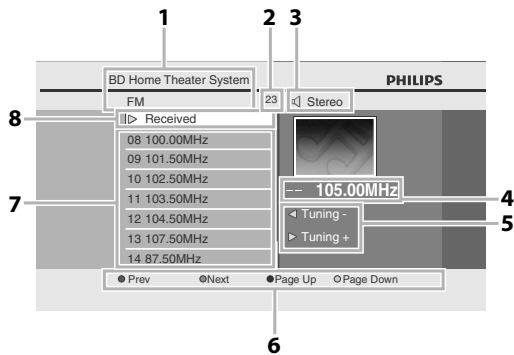 1
2
3
BD Home Theater System
PHILIPS
FM
23
Stereo
8
Received
08 100.00MHz
09 101.50MHz
10 102.50MHz
11 103.50MHz
12 104.50MHz
13 107.50MHz
14 87.50MHz
7
-- 105.00MHz
4
Tuning -
Tuning +
5
Prev
Next
Page Up
Page Down
6